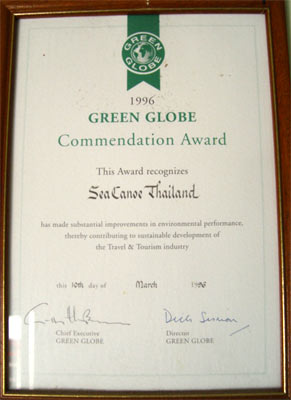 GREEN
GLOBE
1996
GREEN GLOBE
Commendation Award
This Award recognizes
SeaCanoe Thailand
has made substantial improvements in environmental performance,
thereby contributing to sustainable development of
the Travel & Tourism industry
this 10th day of March 1996
Chief Executive Director
GREEN GLOBE GREEN GLOBE